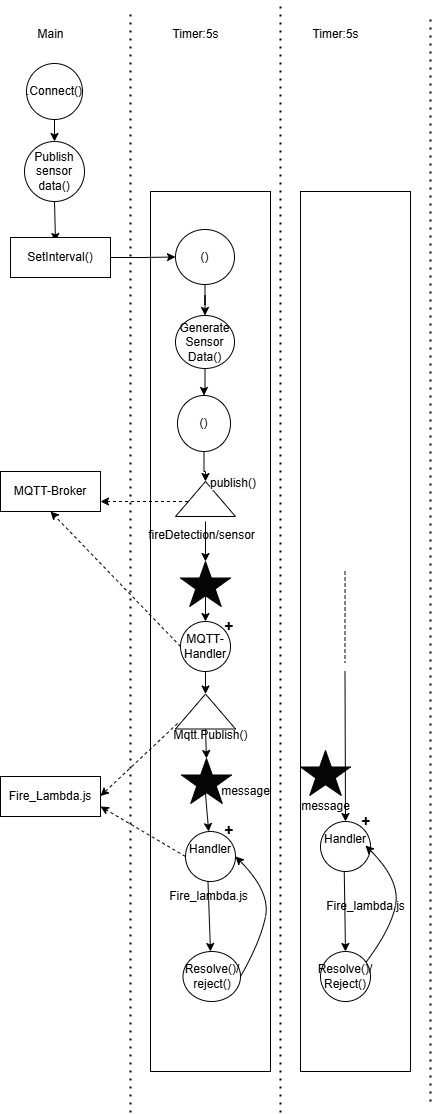 Main
Timer:5s
Timer:5s
Connect()
Publish
sensor
data()
SetInterval()
()
Generate
Sensor
Data()
()
publish()
MQTT-Broker
fireDetection/sensor
+
MQTT-
Handler
Mqtt.Publish()
message
Fire_Lambda.js
+
Handler
Fire_lambda.js
Resolve()/
reject()
message
+
Handler
Fire_lambda.js
Resolve()/
Reject()